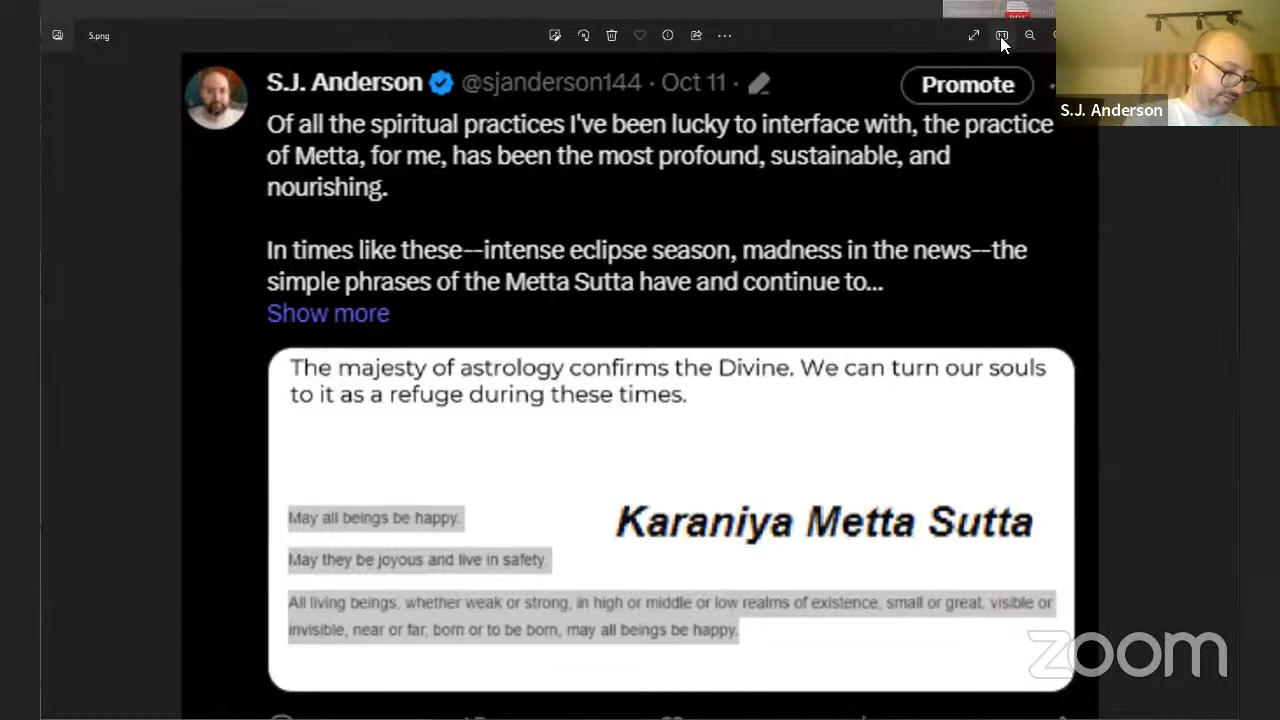 5.png
S.J. Anderson @sjanderson144 · Oct 11 ·
Promote
S.J. Anderson
Of all the spiritual practices I've been lucky to interface with, the practice
of Metta, for me, has been the most profound, sustainable, and
nourishing.
In times like these--intense eclipse season, madness in the news--the
simple phrases of the Metta Sutta have and continue to...
Show more
The majesty of astrology confirms the Divine. We can turn our souls
to it as a refuge during these times.
May all beings be happy.
Karaniya Metta Sutta
May they be joyous and live in safety.
All living beings, whether weak or strong, in high or middle or low realms of existence, small or great, visible or
invisible, near or far, born or to be born, may all beings be happy.
zoom